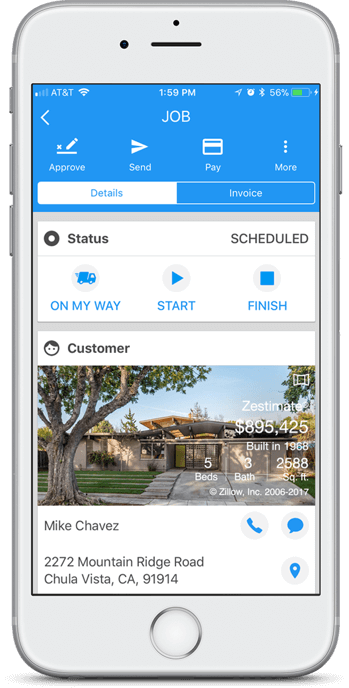 AT&T 1:59 PM 56%
JOB
Approve Send Pay More
Details Invoice
Status SCHEDULED
ON MY WAY START FINISH
Customer
Zestimate
$895,425
Built in 1968
5 3 2588
Beds Bath Sq. ft.
© Zillow, Inc. 2006-2017
Mike Chavez
2272 Mountain Ridge Road
Chula Vista, CA, 91914